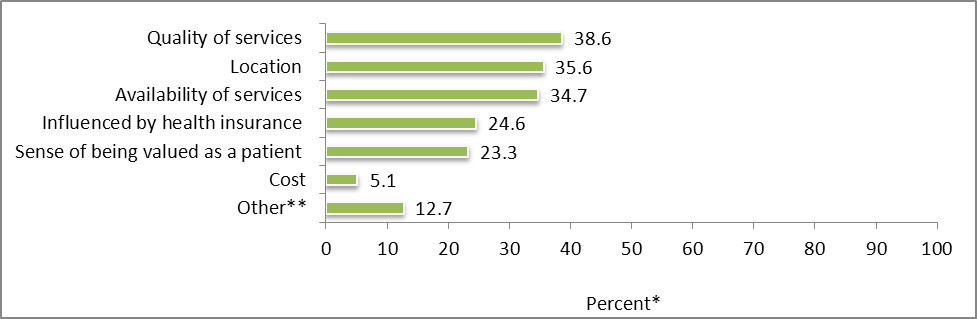 Quality of services 38.6
Location 35.6
Availability of services 34.7
Influenced by health insurance 24.6
Sense of being valued as a patient 23.3
Cost 5.1
Other** 12.7
0 10 20 30 40 50 60 70 80 90 100
Percent*